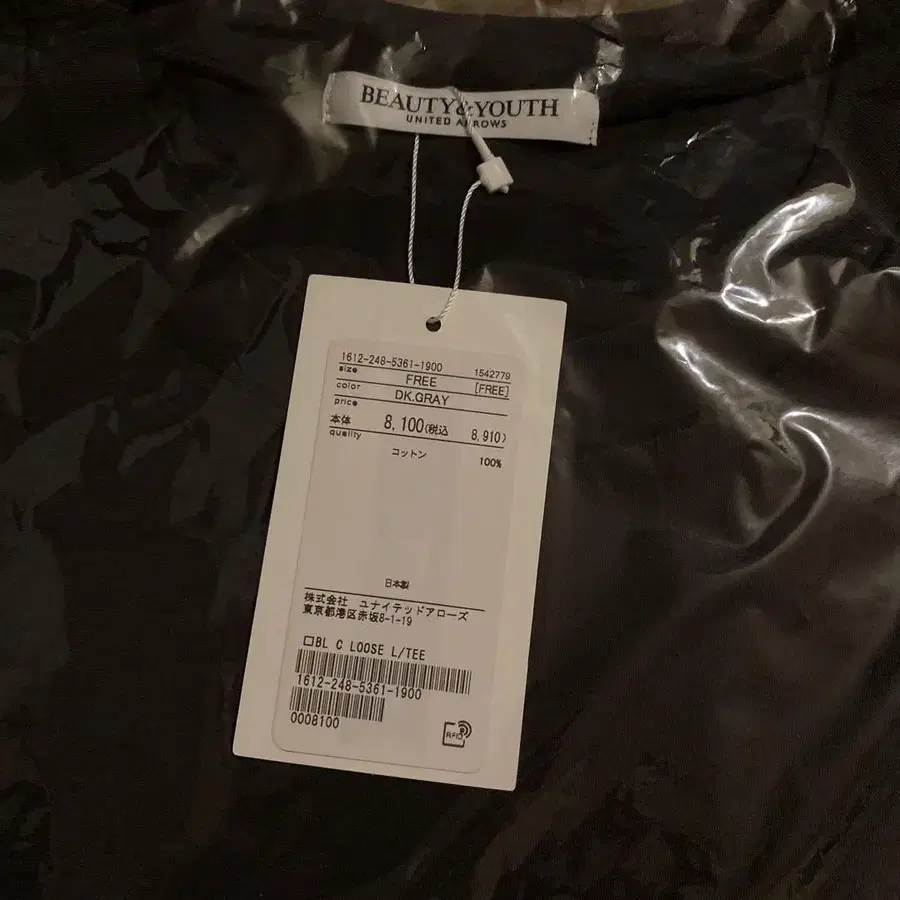 BEAUTY&YOUTH
UNITED ARROWS
1612-248-5361-1900 1542779
size FREE [FREE]
color DK.GRAY
price
本体 8,100(税込 8,910)
quality
コットン 100%
日本製
株式会社 ユナイテッドアローズ
東京都港区赤坂8-1-19
□BL C LOOSE L/TEE
1612-248-5361-1900
0008100
RFID